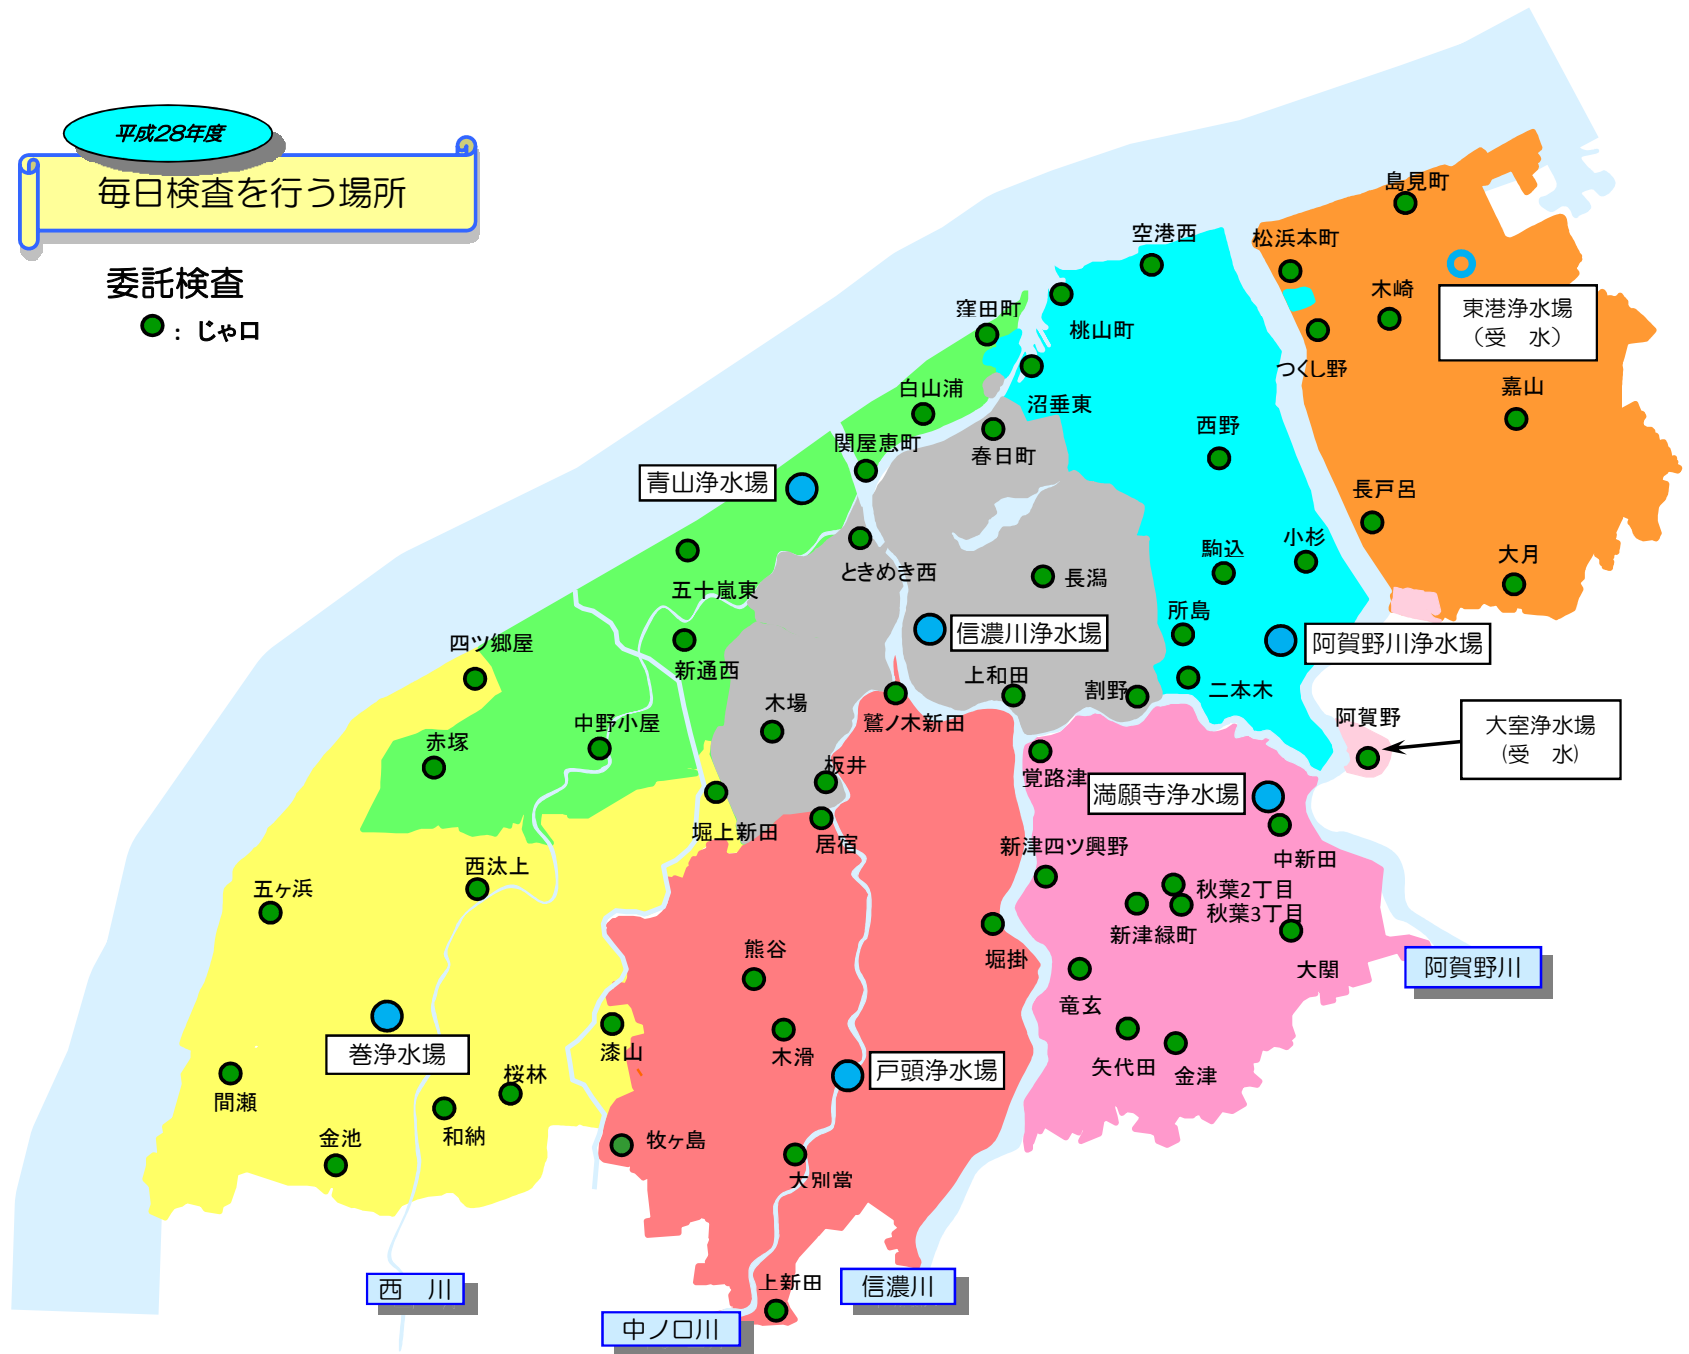 平成28年度
毎日検査を行う場所
委託検査
：じゃ口
島見町
空港西
松浜本町
木崎
東港浄水場
（受　水）
窪田町
桃山町
つくし野
嘉山
白山浦
沼垂東
西野
関屋恵町
春日町
青山浄水場
長戸呂
小杉
駒込
大月
ときめき西
長潟
五十嵐東
所島
信濃川浄水場
阿賀野川浄水場
四ツ郷屋
新通西
上和田
割野
二本木
木場
鷲ノ木新田
阿賀野
大室浄水場
(受　水)
中野小屋
赤塚
板井
覚路津
満願寺浄水場
堀上新田
居宿
新津四ツ興野
中新田
西汰上
五ヶ浜
秋葉2丁目
秋葉3丁目
新津緑町
熊谷
堀掛
大関
阿賀野川
竜玄
巻浄水場
漆山
木滑
戸頭浄水場
矢代田
金津
桜林
間瀬
和納
金池
牧ヶ島
大別當
西　川
上新田
信濃川
中ノ口川